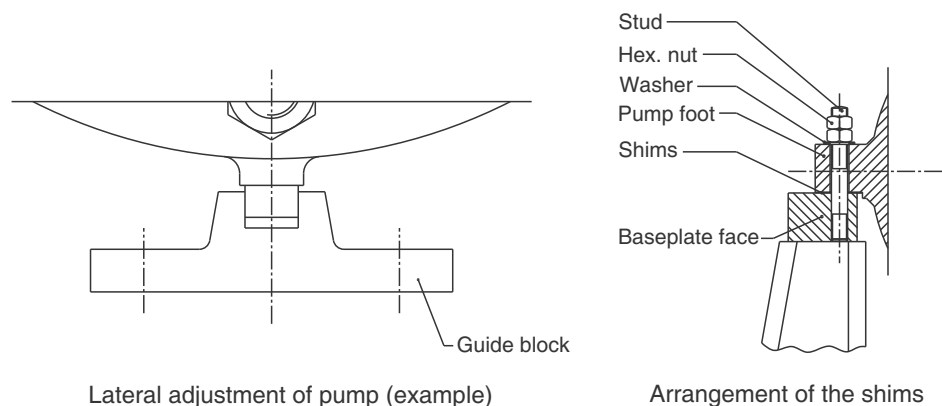 Stud
Hex. nut
Washer
Pump foot
Shims
Baseplate face
Guide block
Lateral adjustment of pump (example)
Arrangement of the shims